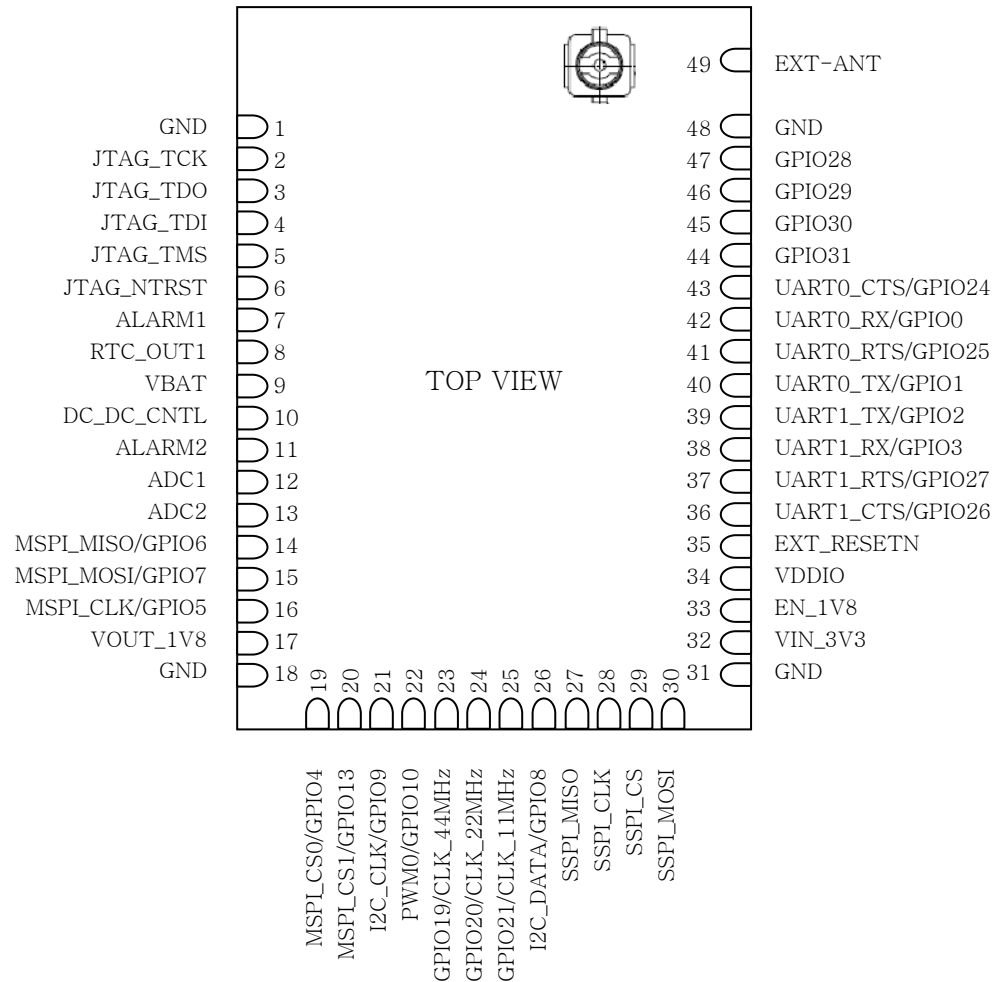 49 EXT-ANT
GND 1
JTAG_TCK 2
JTAG_TDO 3
JTAG_TDI 4
JTAG_TMS 5
JTAG_NTRST 6
ALARM1 7
RTC_OUT1 8
VBAT 9
DC_DC_CNTL 10
ALARM2 11
ADC1 12
ADC2 13
MSPI_MISO/GPIO6 14
MSPI_MOSI/GPIO7 15
MSPI_CLK/GPIO5 16
VOUT_1V8 17
GND 18
TOP VIEW
48 GND
47 GPIO28
46 GPIO29
45 GPIO30
44 GPIO31
43 UART0_CTS/GPIO24
42 UART0_RX/GPIO0
41 UART0_RTS/GPIO25
40 UART0_TX/GPIO1
39 UART1_TX/GPIO2
38 UART1_RX/GPIO3
37 UART1_RTS/GPIO27
36 UART1_CTS/GPIO26
35 EXT_RESETN
34 VDDIO
33 EN_1V8
32 VIN_3V3
31 GND
19 MSPI_CS0/GPIO4
20 MSPI_CS1/GPIO13
21 I2C_CLK/GPIO9
22 PWM0/GPIO10
23 GPIO19/CLK_44MHz
24 GPIO20/CLK_22MHz
25 GPIO21/CLK_11MHz
26 I2C_DATA/GPIO8
27 SSPI_MISO
28 SSPI_CLK
29 SSPI_CS
30 SSPI_MOSI